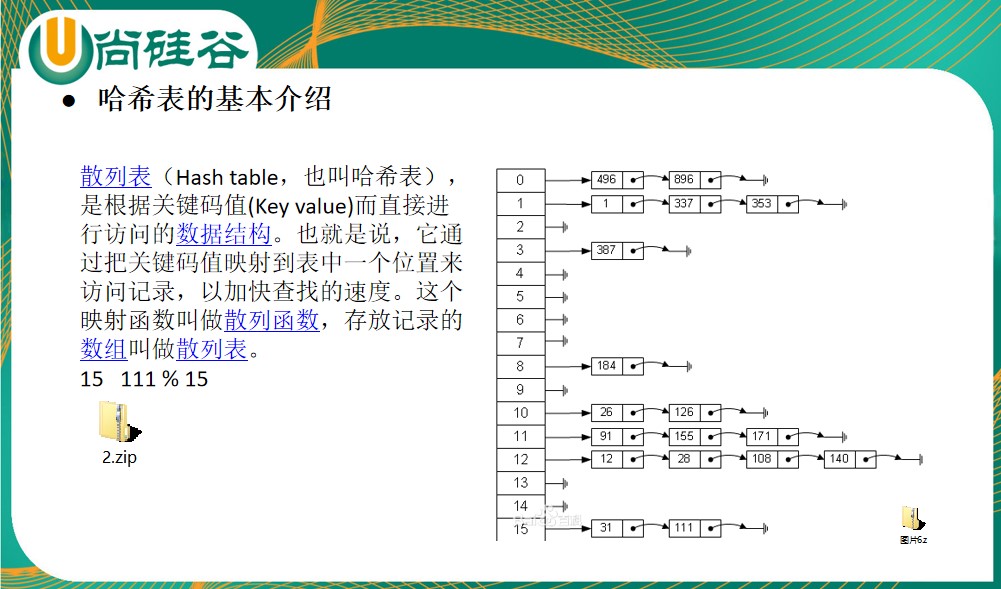 尚硅谷
● 哈希表的基本介绍
散列表（Hash table，也叫哈希表），
是根据关键码值(Key value)而直接进
行访问的数据结构。也就是说，它通
过把关键码值映射到表中一个位置来
访问记录，以加快查找的速度。这个
映射函数叫做散列函数，存放记录的
数组叫做散列表。
15 111 % 15
2.zip
0 496 896
1 1 337 353
2
3 387
4
5
6
7
8 184
9
10 26 126
11 91 155 171
12 12 28 108 140
13
14
15 31 111
图片6z